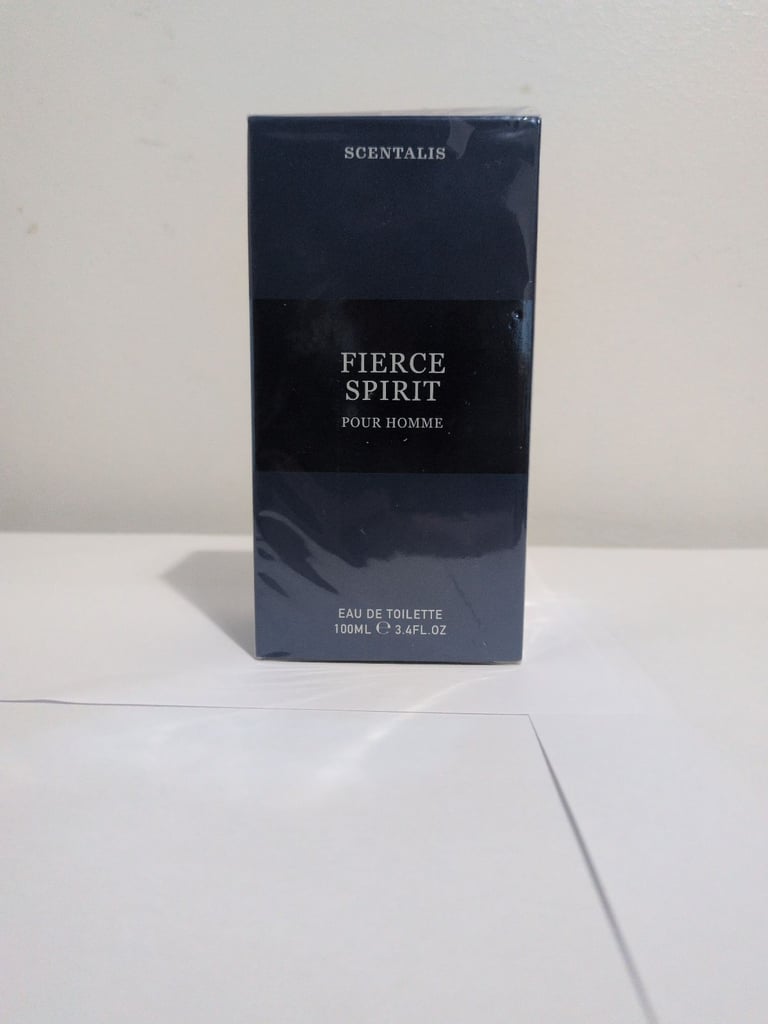 SCENTALIS
FIERCE
SPIRIT
POUR HOMME
EAU DE TOILETTE
100ML ℮ 3.4FL.OZ